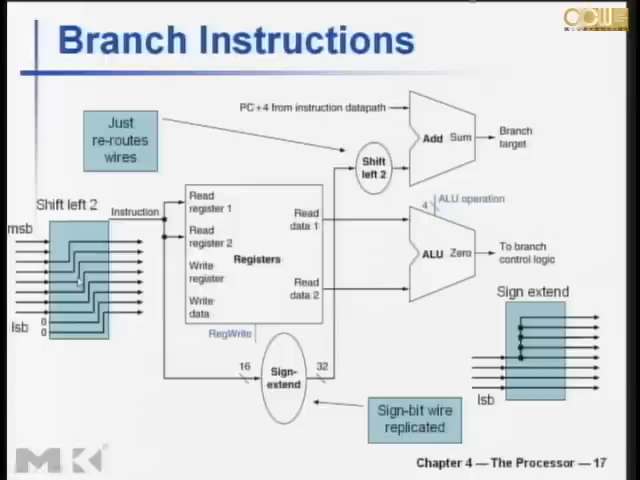 Branch Instructions
Just
re-routes
wires
PC+4 from instruction datapath
Add Sum
Branch
target
Shift
left 2
Shift left 2
msb
lsb
0
0
Instruction
Read
register 1
Read
register 2
Write
register
Write
data
Registers
Read
data 1
Read
data 2
RegWrite
4
ALU operation
ALU Zero
To branch
control logic
16
Sign-
extend
32
Sign extend
lsb
Sign-bit wire
replicated
MK
Chapter 4 — The Processor — 17